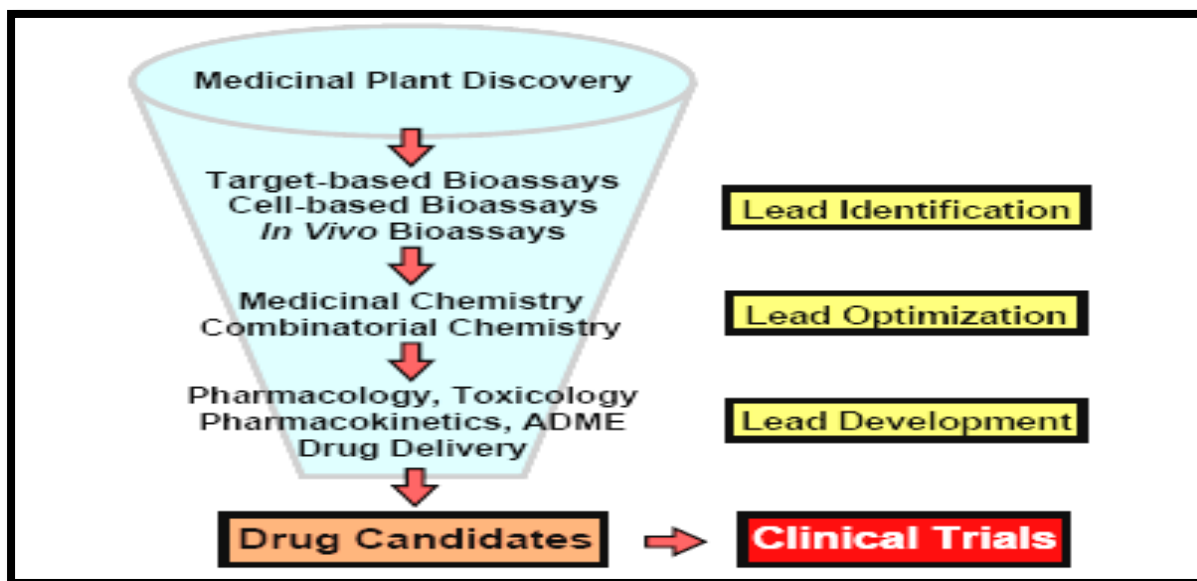 Medicinal Plant Discovery
Target-based Bioassays
Cell-based Bioassays
In Vivo Bioassays
Lead Identification
Medicinal Chemistry
Combinatorial Chemistry
Lead Optimization
Pharmacology, Toxicology
Pharmacokinetics, ADME
Drug Delivery
Lead Development
Drug Candidates
Clinical Trials